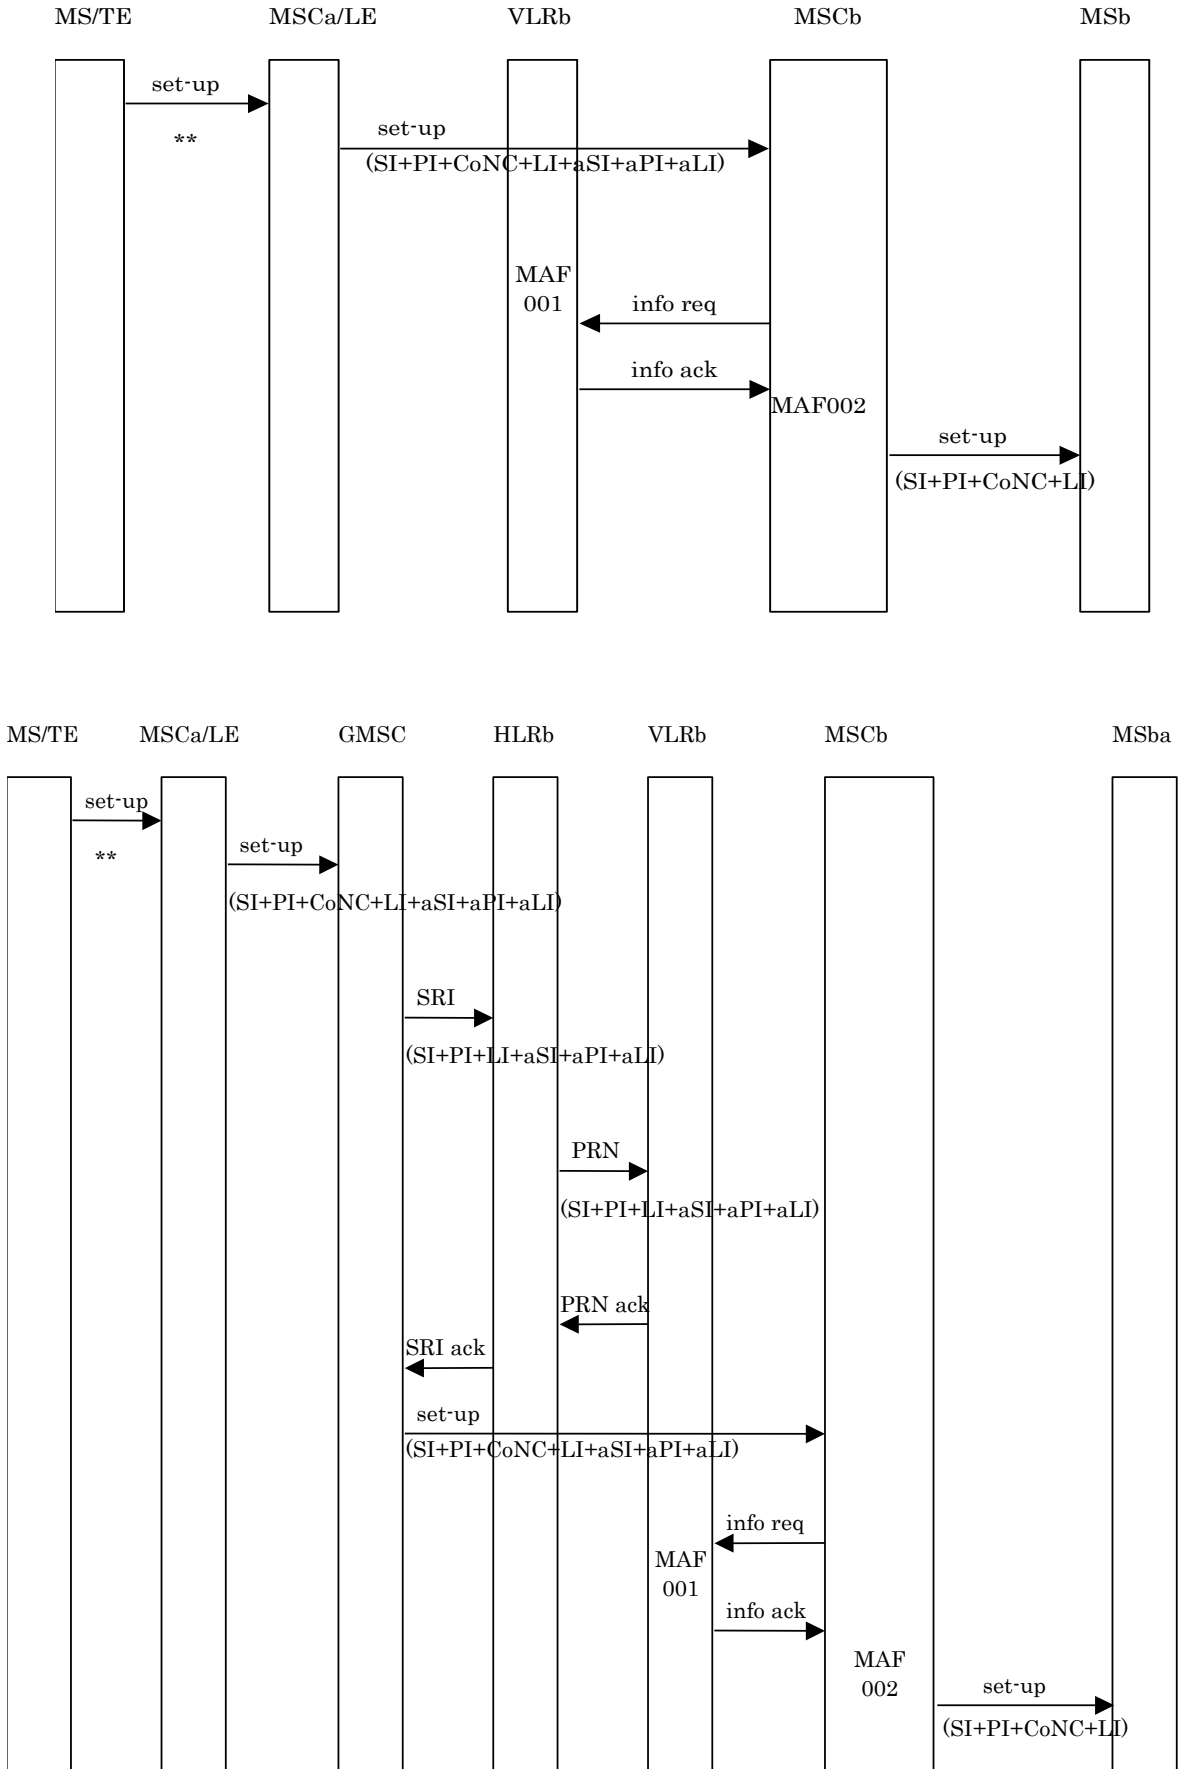 MS/TE MSCa/LE VLRb MSCb MSb
set-up
**
set-up
(SI+PI+CoNC+LI+aSI+aPI+aLI)
MAF
001
info req
info ack
MAF002
set-up
(SI+PI+CoNC+LI)
MS/TE MSCa/LE GMSC HLRb VLRb MSCb MSba
set-up
**
set-up
(SI+PI+CoNC+LI+aSI+aPI+aLI)
SRI
(SI+PI+LI+aSI+aPI+aLI)
PRN
(SI+PI+LI+aSI+aPI+aLI)
PRN ack
SRI ack
set-up
(SI+PI+CoNC+LI+aSI+aPI+aLI)
info req
MAF
001
info ack
MAF
002
set-up
(SI+PI+CoNC+LI)